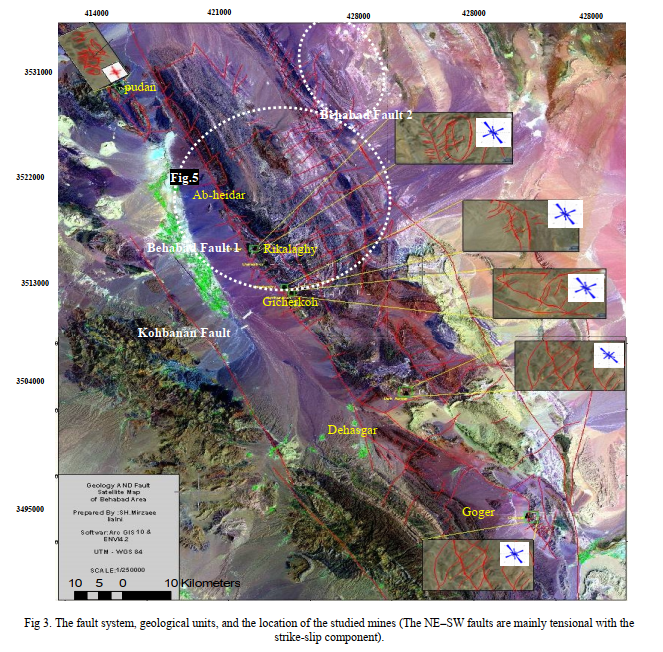 414000 421000 428000 428000 428000
3531000
pudan
Behabad Fault 2
3522000
Fig.5
Ab-heidar
Behabad Fault 1
Rikalaghy
3513000
Gicherkoh
Kohbanan Fault
3504000
Dehasgar
3495000
Goger
Geology AND Fault
Satellite Map
of Behabad Area
Prepared By :SH.Mirzaee
Ilaini
Softwar:Arc GIS10 &
ENVI4.2
UTM - WGS 84
SCALE:1/250000
10 5 0 10 Kilometers
Fig 3. The fault system, geological units, and the location of the studied mines (The NE–SW faults are mainly tensional with the
strike-slip component).